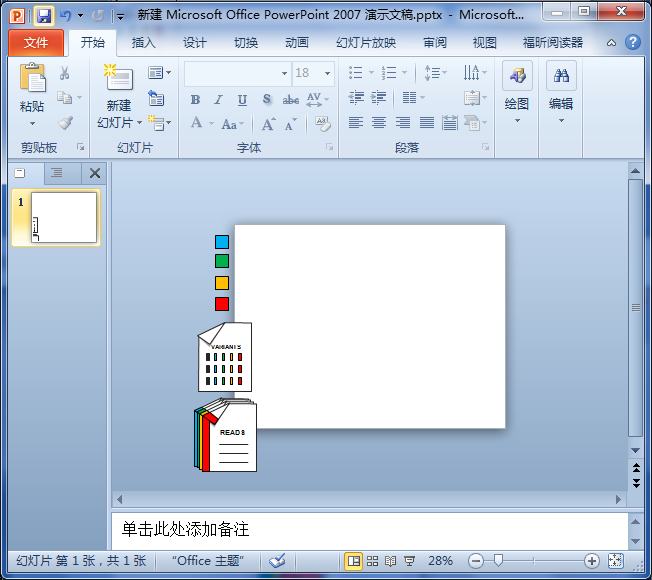 新建 Microsoft Office PowerPoint 2007 演示文稿.pptx - Microsoft...
文件 开始 插入 设计 切换 动画 幻灯片放映 审阅 视图 福昕阅读器
18
粘贴 新建 幻灯片 绘图 编辑
B I U S abc AV
A Aa A A
剪贴板 幻灯片 字体 段落
1
VARIANTS
READS
单击此处添加备注
幻灯片 第 1 张，共 1 张 “Office 主题” 28%